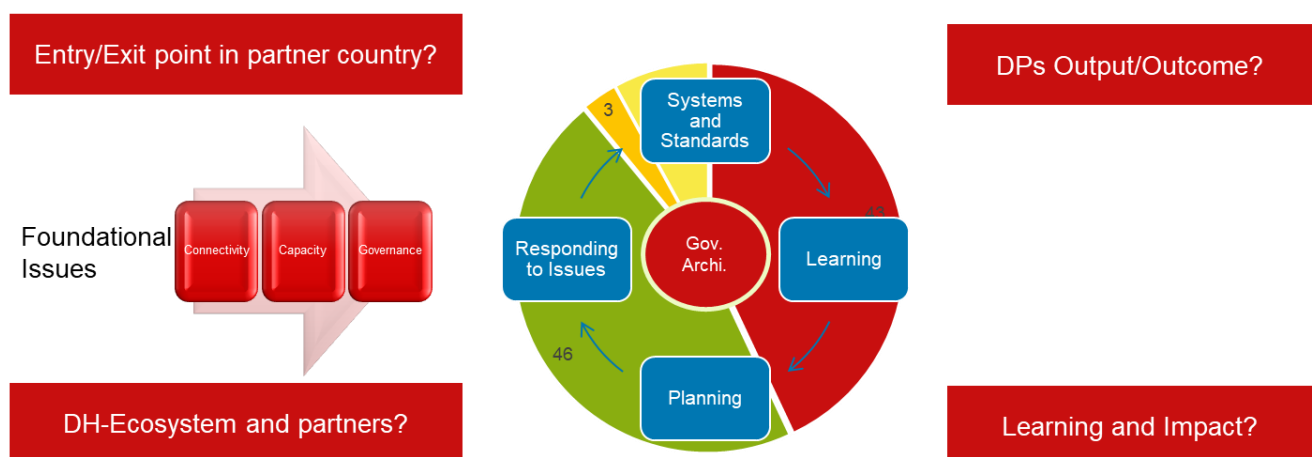 Entry/Exit point in partner country?
DPs Output/Outcome?
Foundational
Issues
Connectivity
Capacity
Governance
3
Systems
and
Standards
43
Responding
to Issues
Gov.
Archi.
Learning
46
Planning
DH-Ecosystem and partners?
Learning and Impact?